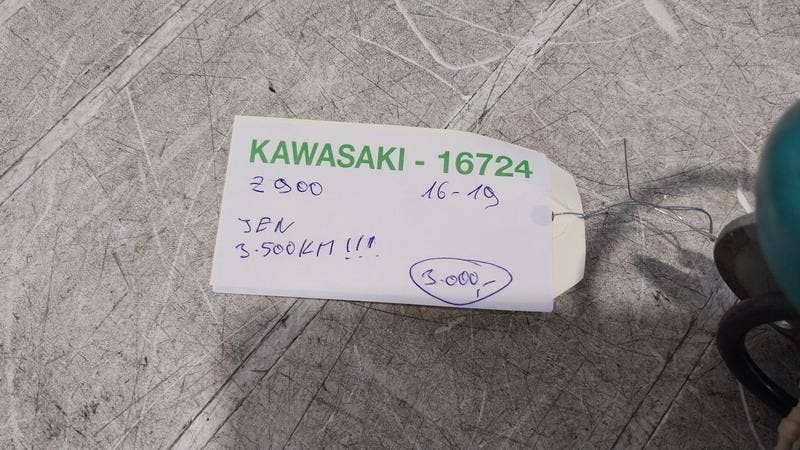 KAWASAKI - 16724
Z900 16-19
JEN
3.500KM!!!
3.000,-